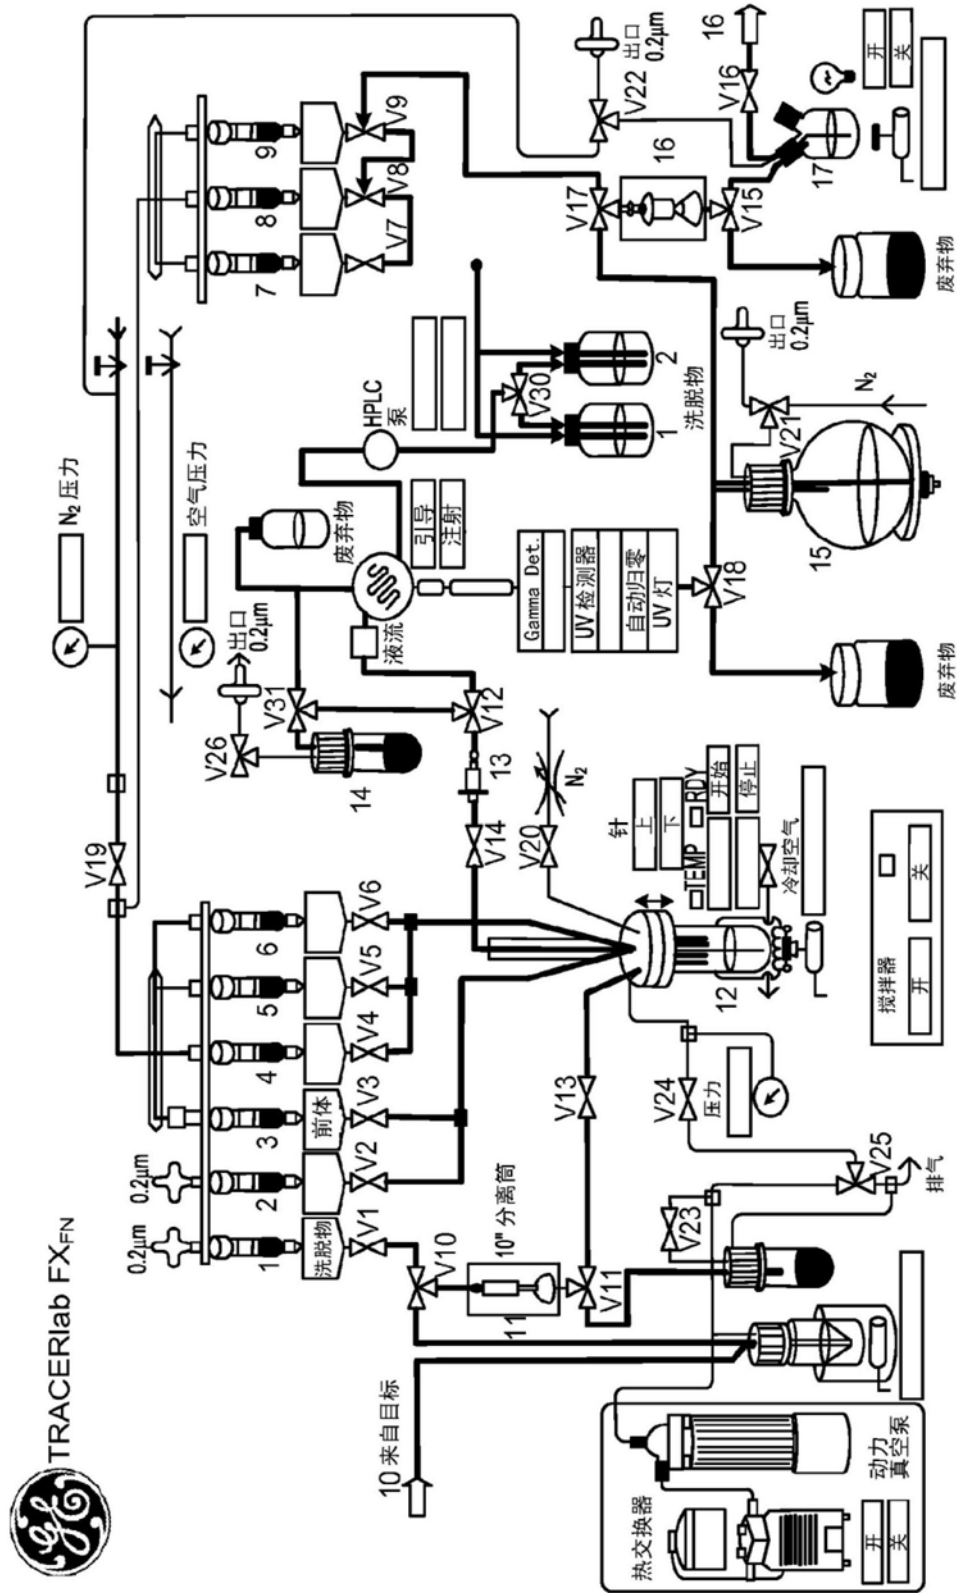 GE
TRACERlab FX_FN
N₂ 压力
空气压力
V19
0.2μm
0.2μm
1
2
3
4
5
6
7
8
9
洗脱物
前体
V1
V2
V3
V4
V5
V6
V7
V8
V9
V26
出口
0.2μm
V31
14
废弃物
液流
HPLC
泵
引导
注射
V12
13
V14
V30
1
2
洗脱物
10 来自目标
V10
10" 分离筒
11
V11
V13
V20
N₂
Gamma Det.
UV 检测器
自动归零
UV 灯
V17
16
V15
V22
出口
0.2μm
16
V16
17
开
关
针
上
下
TEMP
RDY
开始
停止
冷却空气
12
V24
压力
V23
V25
排气
V18
废弃物
15
V21
出口
0.2μm
N₂
废弃物
热交换器
动力
真空泵
开
关
搅拌器
开
关